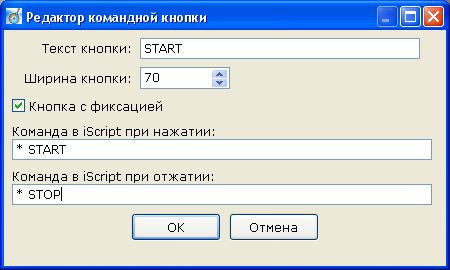 Редактор командной кнопки
Текст кнопки: START
Ширина кнопки: 70
Кнопка с фиксацией
Команда в iScript при нажатии:
* START
Команда в iScript при отжатии:
* STOP
OK Отмена